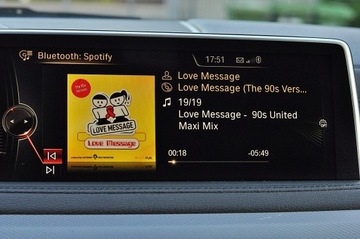 Bluetooth: Spotify
17:51
Love Message
Love Message (The 90s Vers...
19/19
Love Message - 90s United
Maxi Mix
00:18
-05:49
LOVE MESSAGE
Love Message